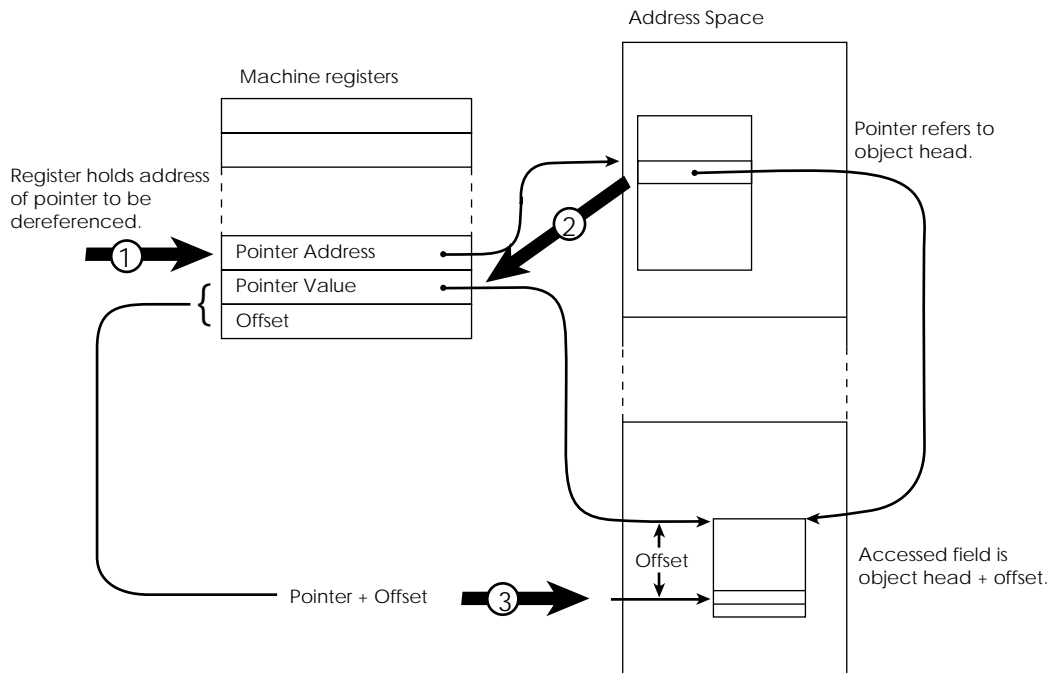 Address Space
Machine registers
Pointer refers to
object head.
Register holds address
of pointer to be
dereferenced.
1
2
Pointer Address
Pointer Value
Offset
Offset
Accessed field is
object head + offset.
Pointer + Offset
3